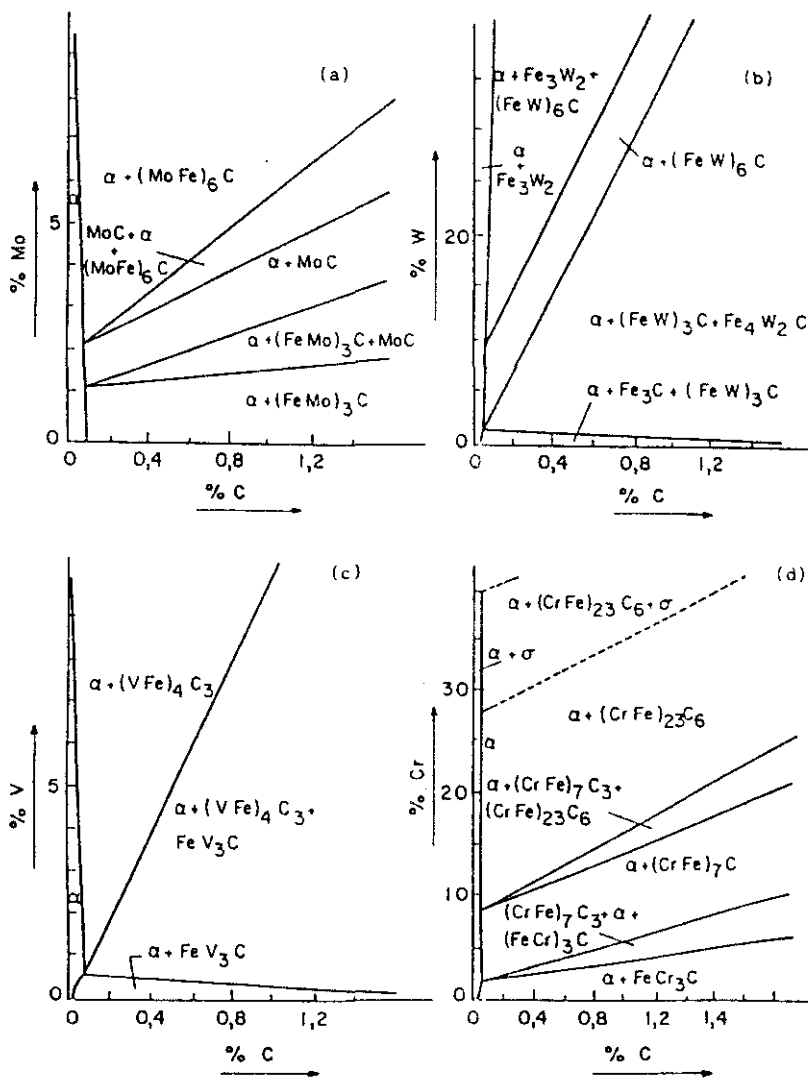 (a)
α + (MoFe)₆C
α
MoC + α
+
(MoFe)₆C
α + MoC
α + (FeMo)₃C + MoC
α + (FeMo)₃C
% Mo
5
0
0 0,4 0,8 1,2
% C
(b)
α + Fe₃W₂ +
(FeW)₆C
α
+
Fe₃W₂
α + (FeW)₆C
α + (FeW)₃C + Fe₄W₂C
α + Fe₃C + (FeW)₃C
% W
20
0
0 0,4 0,8 1,2
% C
(c)
α + (VFe)₄C₃
α + (VFe)₄C₃+
FeV₃C
α
α + FeV₃C
% V
5
0
0 0,4 0,8 1,2
% C
(d)
α + (CrFe)₂₃C₆ + σ
α + σ
α + (CrFe)₂₃C₆
α
α + (CrFe)₇C₃+
(CrFe)₂₃C₆
α + (CrFe)₇C
(CrFe)₇C₃ + α +
(FeCr)₃C
α + FeCr₃C
% Cr
30
20
10
0
0 0,4 1,2 1,4
% C